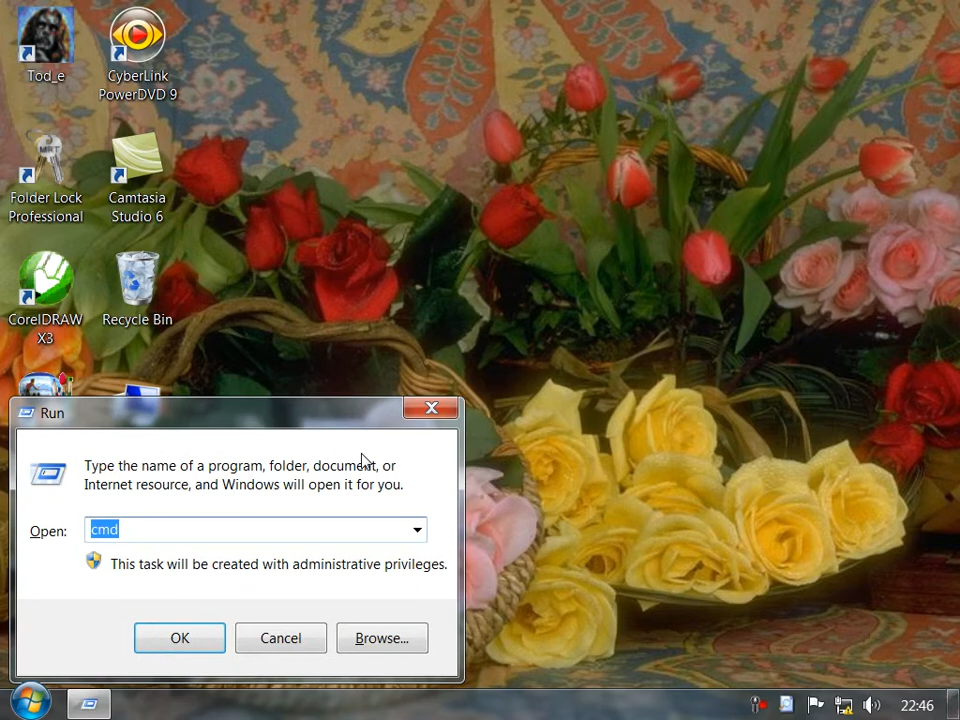 Tod_e
CyberLink
PowerDVD 9
Folder Lock
Professional
Camtasia
Studio 6
CorelDRAW
X3
Recycle Bin
Run
Type the name of a program, folder, document, or
Internet resource, and Windows will open it for you.
Open: cmd
This task will be created with administrative privileges.
OK Cancel Browse...
22:46